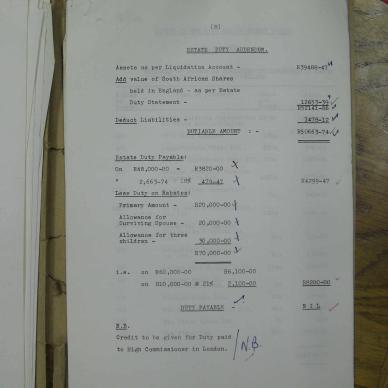 (8)
ESTATE DUTY ADDENDUM.
Assets as per Liquidation Account - R39488-47
Add value of South African Shares
held in England - as per Estate
Duty Statement - 12653-39
R52141-86
Deduct Liabilities - 1478-12
DUTIABLE AMOUNT : - R50663-74
Estate Duty Payable:
On R48,000-00 - R3820-00
" 2,663-74 - 18% 479-47 R4299-47
Less Duty on Rebates:
Primary Amount - R20,000-00
Allowance for
Surviving Spouse - 20,000-00
Allowance for three
children - 30,000-00
R70,000-00
i.e. on R60,000-00 R6,100-00
on R10,000-00 @ 21% 2,100-00 R8200-00
DUTY PAYABLE - N I L
N.B.
Credit to be given for Duty paid
to High Commissioner in London. N.B